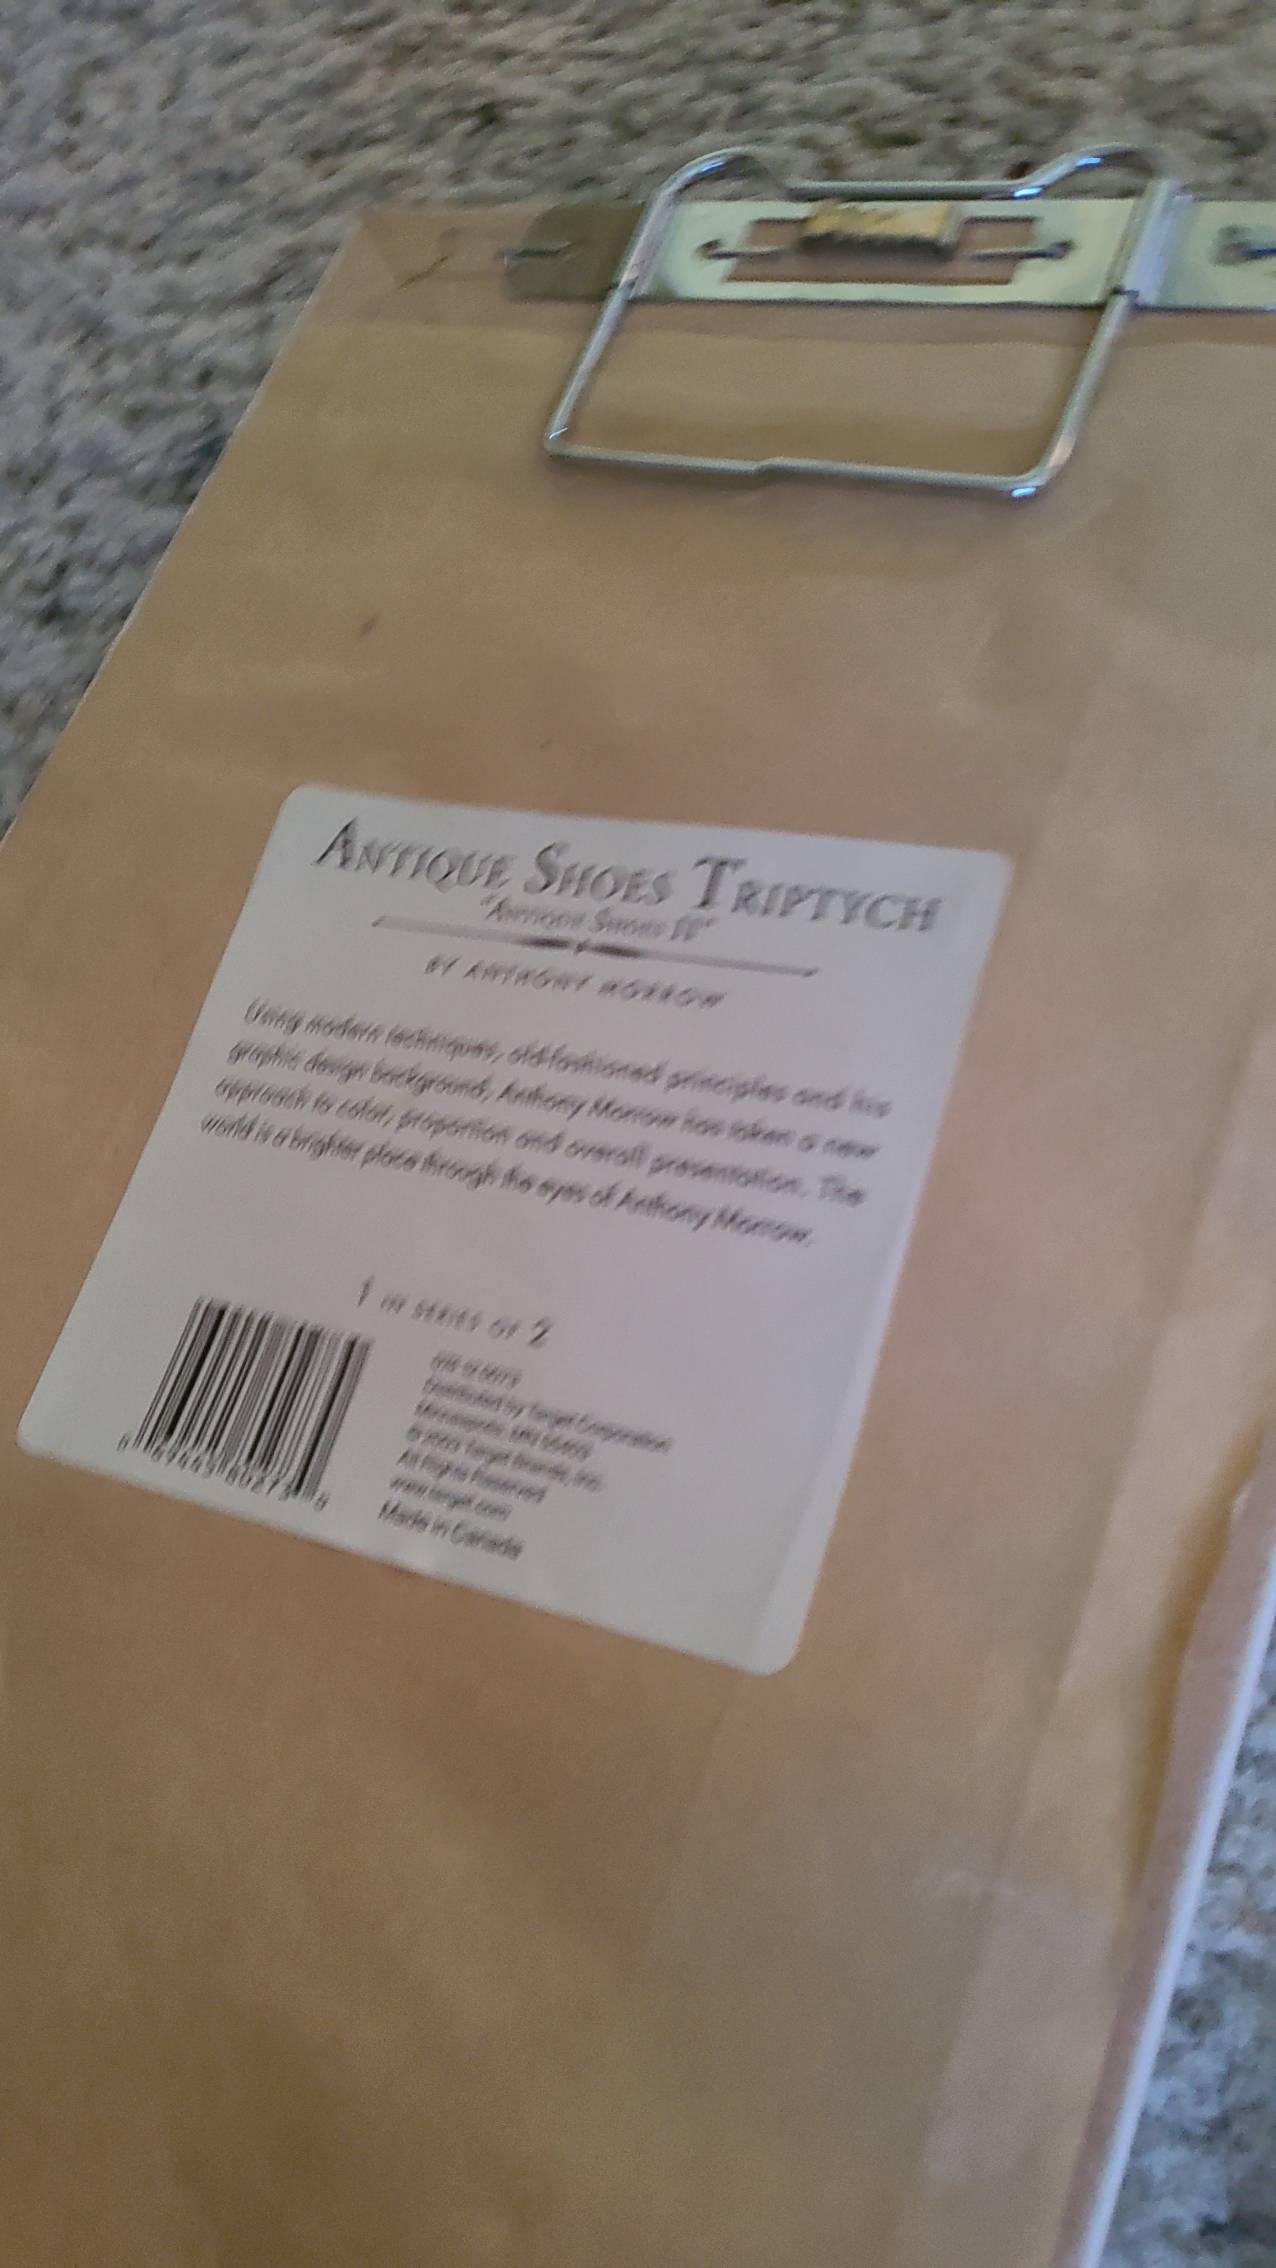 ANTIQUE SHOES TRIPTYCH
"ANTIQUE SHOES II"
BY ANTHONY MORROW
Using modern techniques, old-fashioned principles and his
graphic design background, Anthony Morrow has taken a new
approach to color, proportion and overall presentation. The
world is a brighter place through the eyes of Anthony Morrow.
1 IN SERIES OF 2
Distributed by Target Corporation
Minneapolis, MN
Target Brands, Inc.
All Rights Reserved
www.target.com
Made in Canada